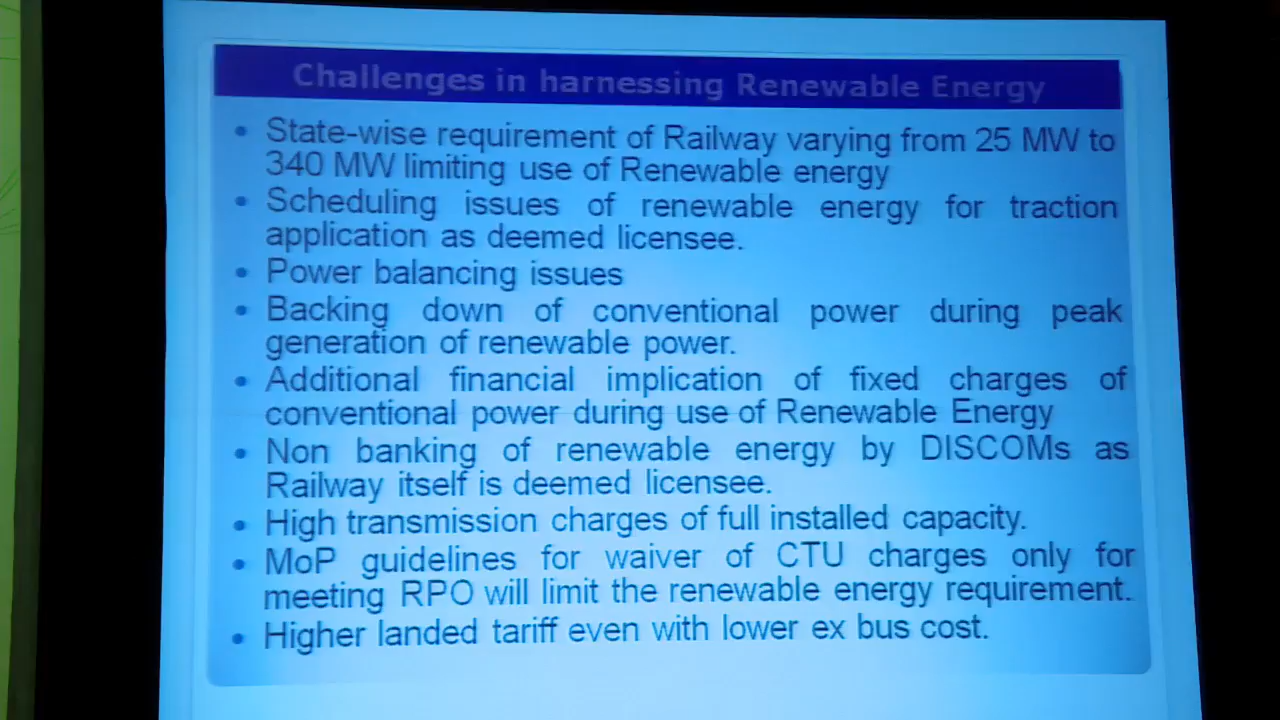 Challenges in harnessing Renewable Energy
• State-wise requirement of Railway varying from 25 MW to
340 MW limiting use of Renewable energy
• Scheduling issues of renewable energy for traction
application as deemed licensee.
• Power balancing issues
• Backing down of conventional power during peak
generation of renewable power.
• Additional financial implication of fixed charges of
conventional power during use of Renewable Energy
• Non banking of renewable energy by DISCOMs as
Railway itself is deemed licensee.
• High transmission charges of full installed capacity.
• MoP guidelines for waiver of CTU charges only for
meeting RPO will limit the renewable energy requirement.
• Higher landed tariff even with lower ex bus cost.